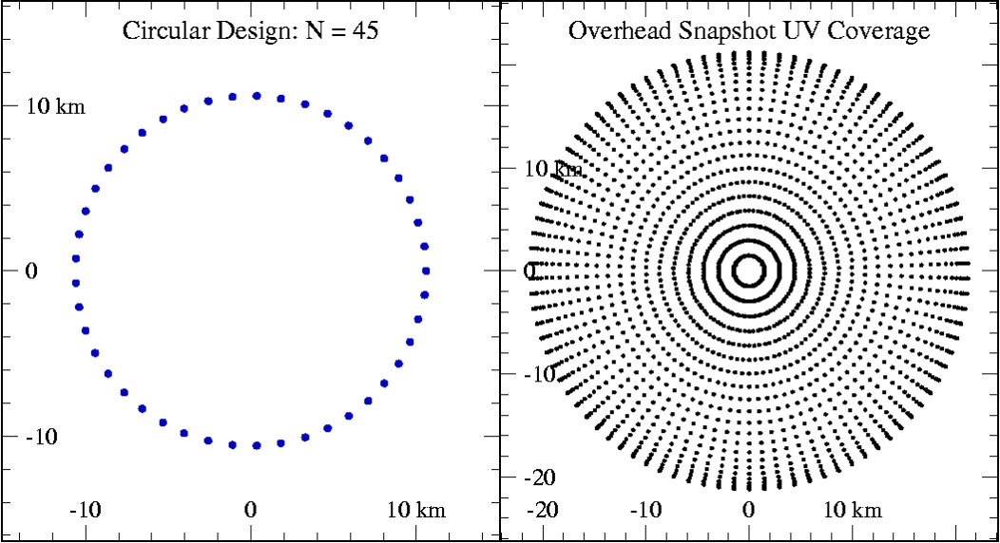 Circular Design: N = 45
10 km
0
-10
-10 0 10 km
Overhead Snapshot UV Coverage
10 km
0
-10
-20
-20 -10 0 10 km